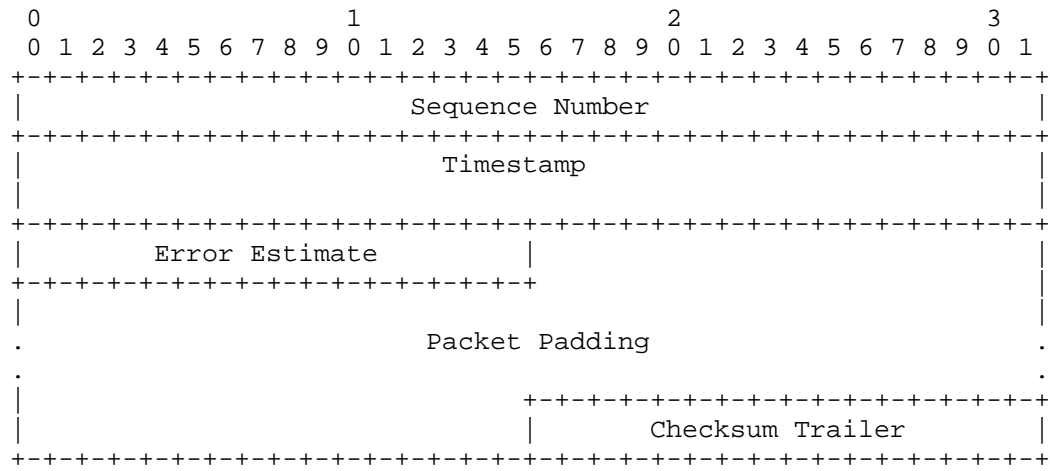 0                   1                   2                   3
 0 1 2 3 4 5 6 7 8 9 0 1 2 3 4 5 6 7 8 9 0 1 2 3 4 5 6 7 8 9 0 1
+-+-+-+-+-+-+-+-+-+-+-+-+-+-+-+-+-+-+-+-+-+-+-+-+-+-+-+-+-+-+-+-+
|                        Sequence Number                        |
+-+-+-+-+-+-+-+-+-+-+-+-+-+-+-+-+-+-+-+-+-+-+-+-+-+-+-+-+-+-+-+-+
|                          Timestamp                            |
|                                                               |
+-+-+-+-+-+-+-+-+-+-+-+-+-+-+-+-+-+-+-+-+-+-+-+-+-+-+-+-+-+-+-+-+
|        Error Estimate         |                               |
+-+-+-+-+-+-+-+-+-+-+-+-+-+-+-+-+                               |
|                                                               |
.                         Packet Padding                        .
.                                                               .
|                               +-+-+-+-+-+-+-+-+-+-+-+-+-+-+-+-+
|                               |       Checksum Trailer        |
+-+-+-+-+-+-+-+-+-+-+-+-+-+-+-+-+-+-+-+-+-+-+-+-+-+-+-+-+-+-+-+-+